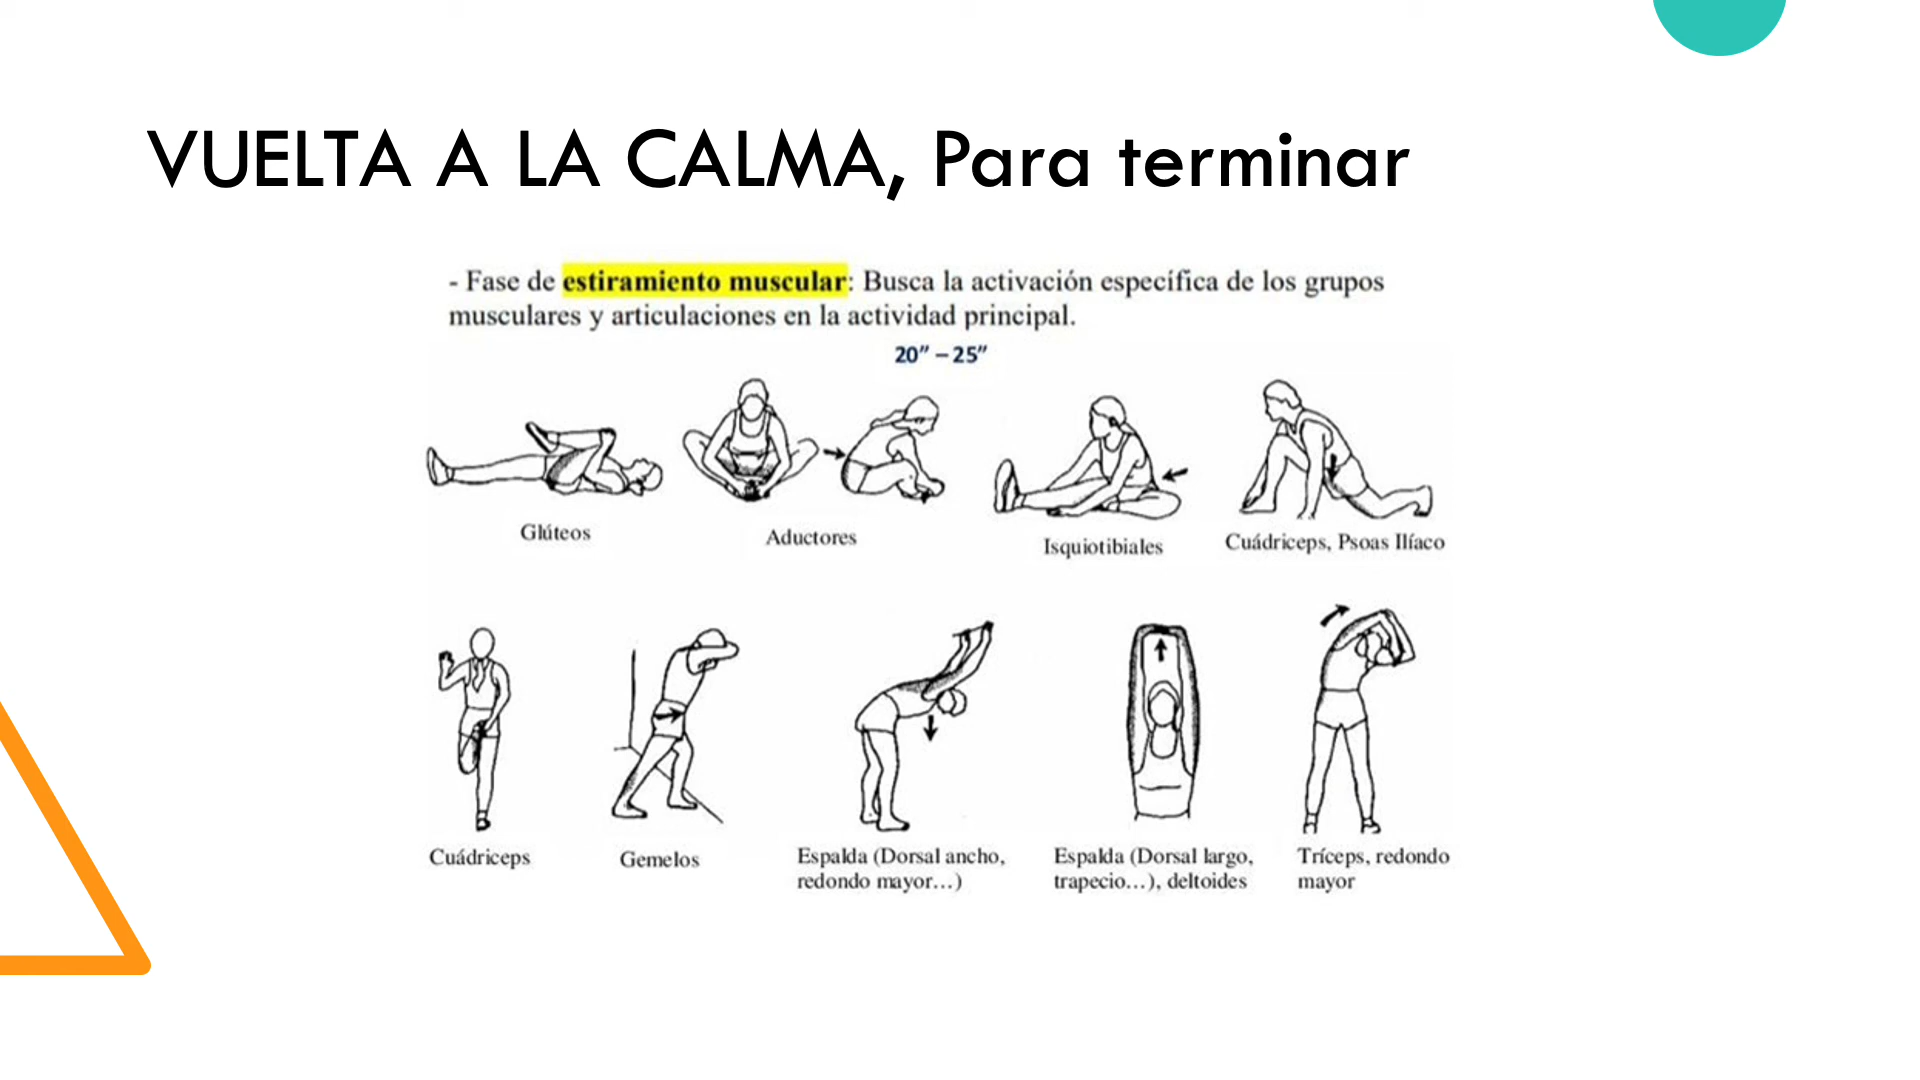 VUELTA A LA CALMA, Para terminar
- Fase de estiramiento muscular: Busca la activación específica de los grupos
musculares y articulaciones en la actividad principal.
20” – 25”
Glúteos
Aductores
Isquiotibiales
Cuádriceps, Psoas Ilíaco
Cuádriceps
Gemelos
Espalda (Dorsal ancho,
redondo mayor...)
Espalda (Dorsal largo,
trapecio...), deltoides
Tríceps, redondo
mayor